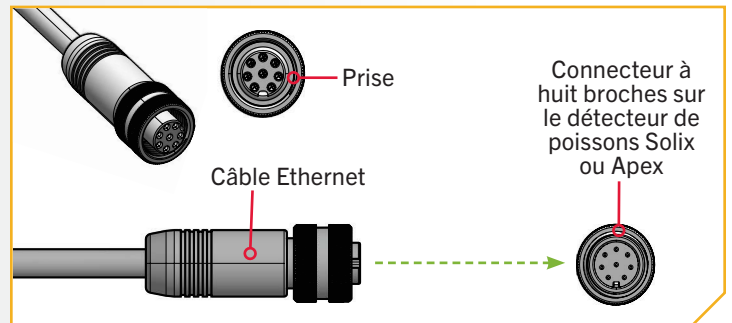 Prise
Connecteur à
huit broches sur
le détecteur de
poissons Solix
ou Apex
Câble Ethernet